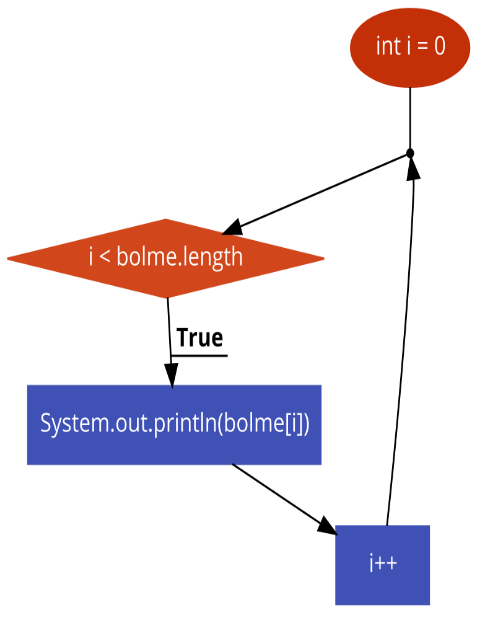 int i = 0
i < bolme.length
True
System.out.println(bolme[i])
i++